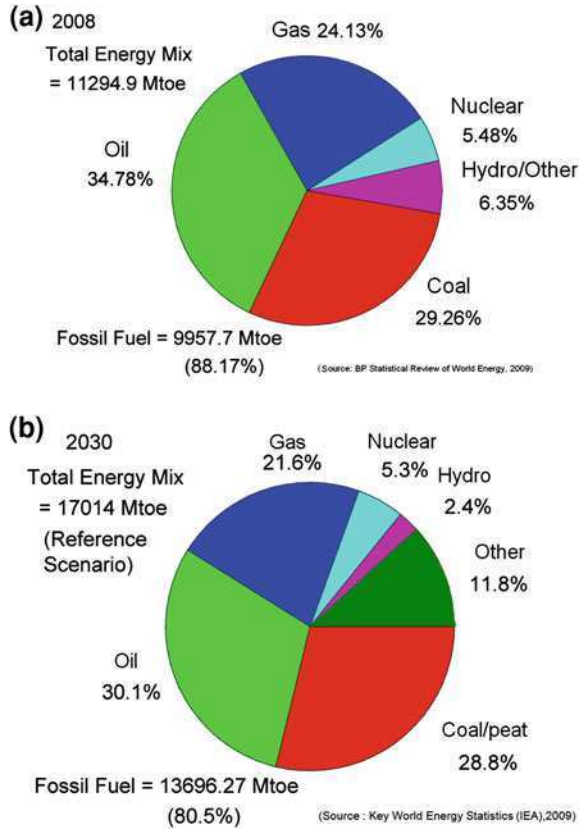 (a) 2008
Total Energy Mix
= 11294.9 Mtoe
Gas 24.13%
Nuclear
5.48%
Hydro/Other
6.35%
Oil
34.78%
Coal
29.26%
Fossil Fuel = 9957.7 Mtoe
(88.17%)
(Source: BP Statistical Review of World Energy, 2009)
(b) 2030
Total Energy Mix
= 17014 Mtoe
(Reference
Scenario)
Gas
21.6%
Nuclear
5.3%
Hydro
2.4%
Other
11.8%
Oil
30.1%
Coal/peat
28.8%
Fossil Fuel = 13696.27 Mtoe
(80.5%)
(Source : Key World Energy Statistics (IEA),2009)